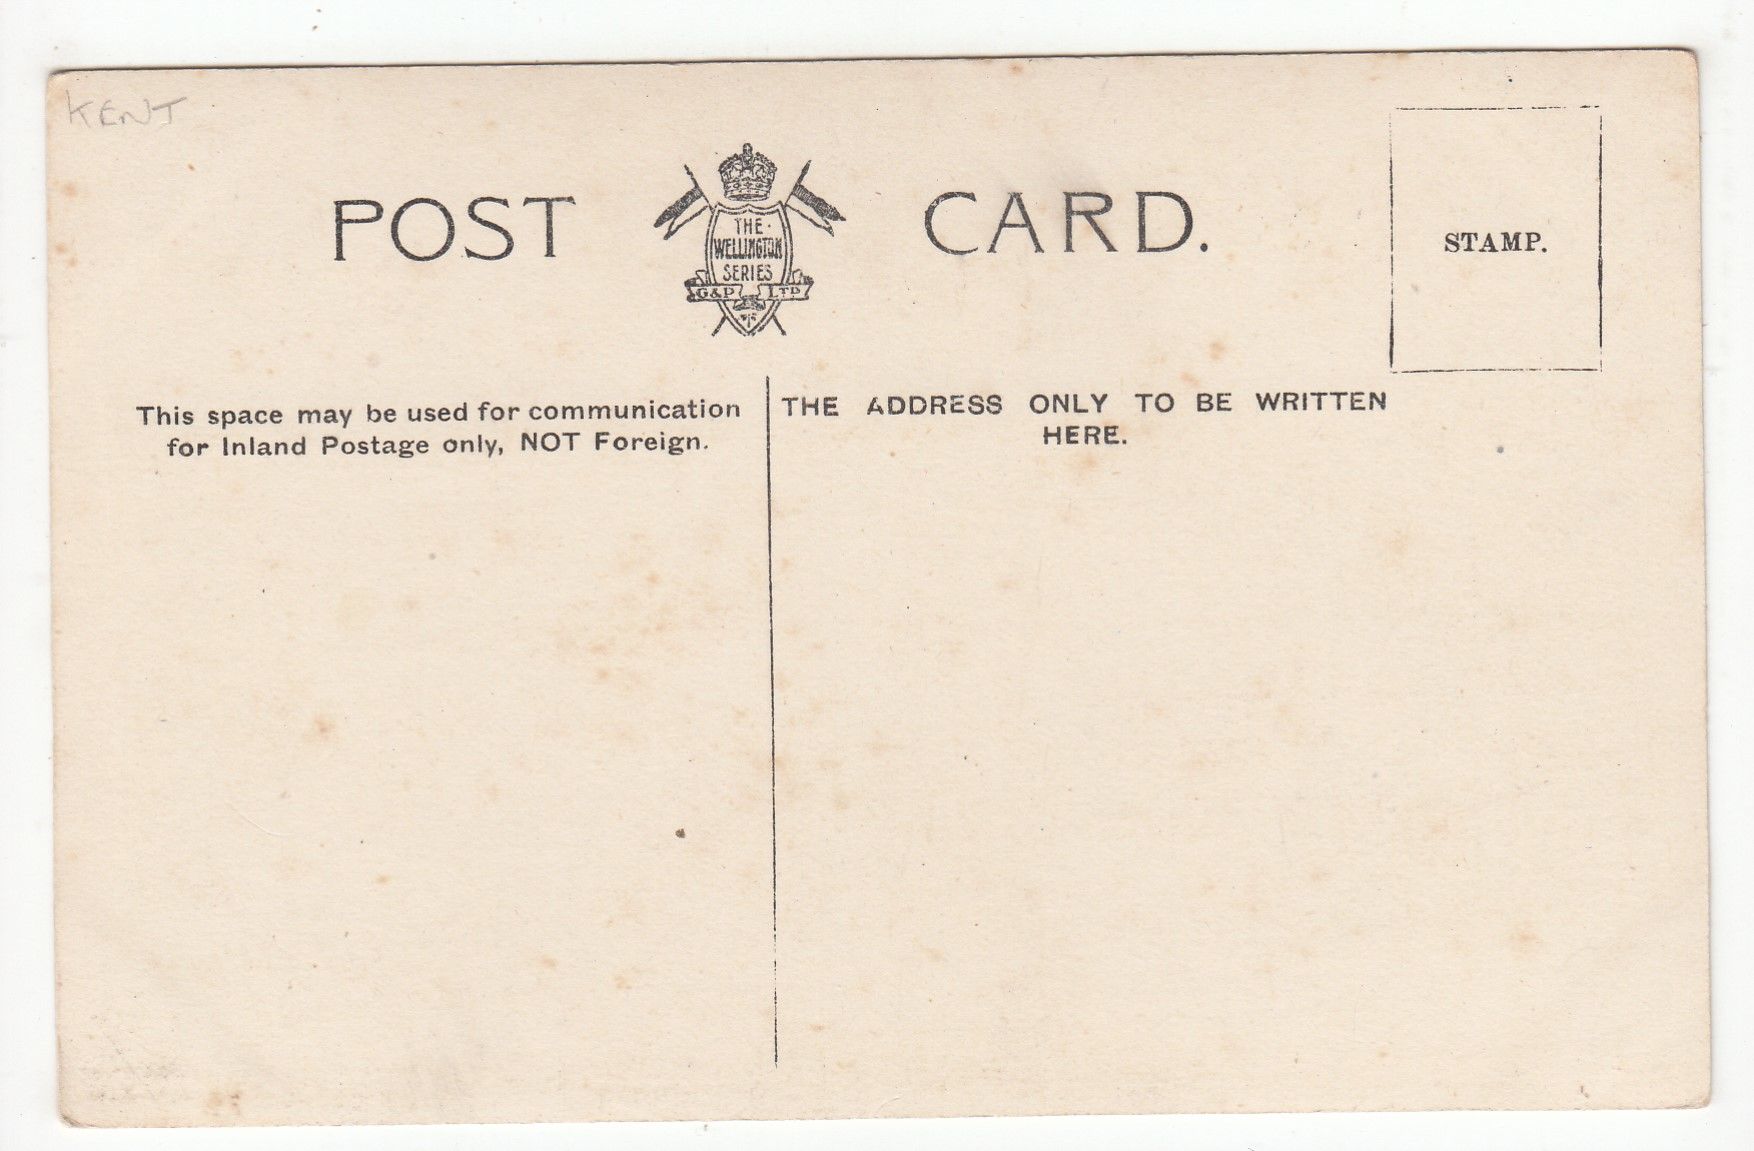 KENT
POST CARD.
THE
WELLINGTON
SERIES
G&P LTD
STAMP.
This space may be used for communication
for Inland Postage only, NOT Foreign.
THE ADDRESS ONLY TO BE WRITTEN
HERE.